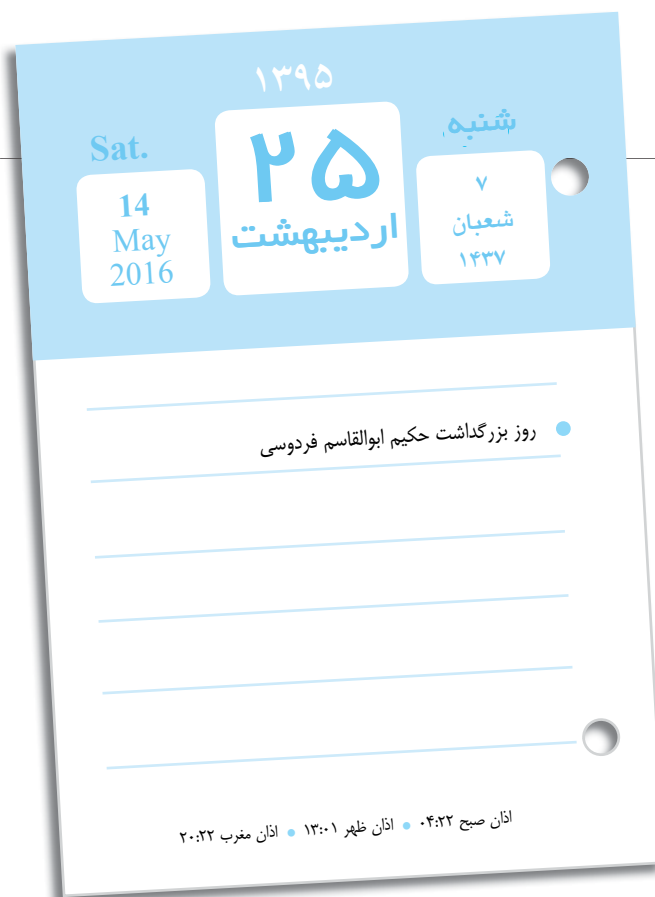 ۱۳۹۵
شنبه
۷
شعبان
۱۴۳۷
۲۵
اردیبهشت
Sat.
14
May
2016
روز بزرگداشت حکیم ابوالقاسم فردوسی
اذان صبح ۰۴:۲۲ • اذان ظهر ۱۳:۰۱ • اذان مغرب ۲۰:۲۲